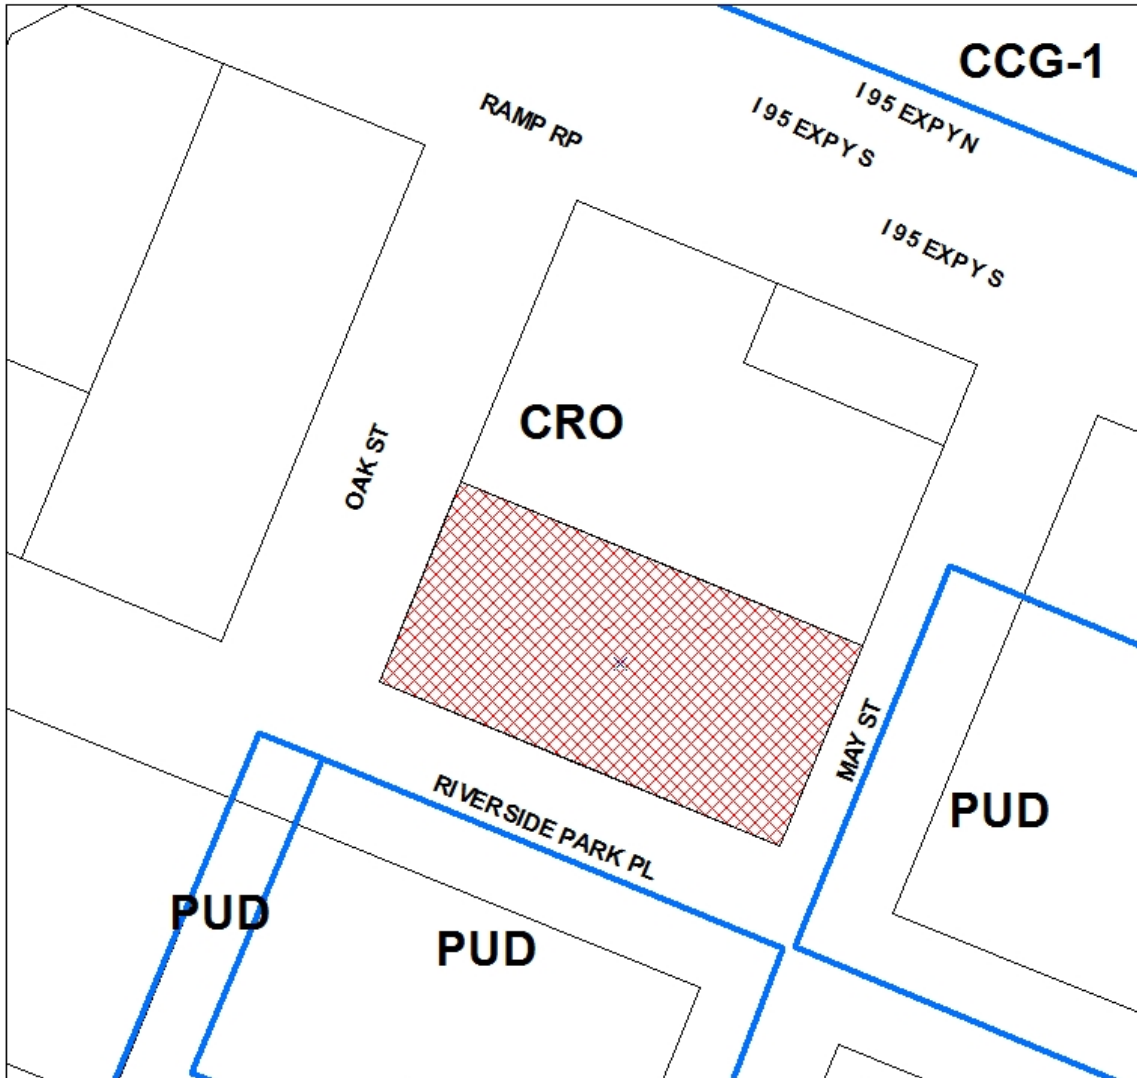 CCG-1
I 95 EXPY N
I 95 EXPY S
RAMP RP
I 95 EXPY S
CRO
OAK ST
MAY ST
RIVERSIDE PARK PL
PUD
PUD
PUD